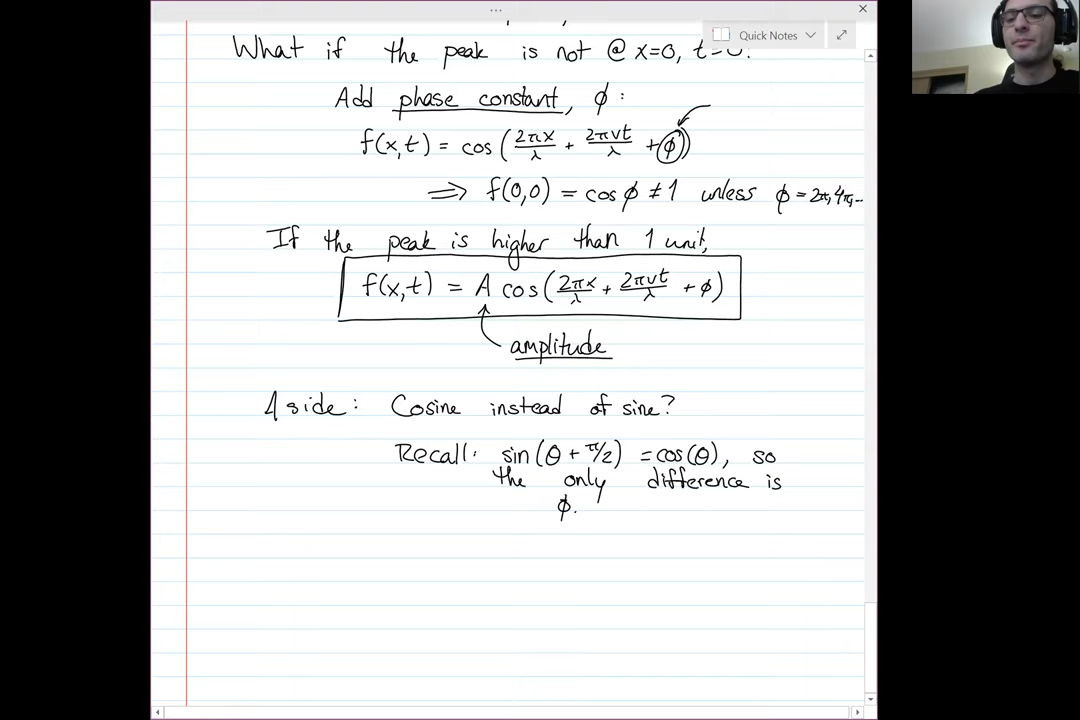 What if the peak is not @ x=0, t=0.
Quick Notes
Add phase constant, φ:
f(x,t) = cos(2πx/λ + 2πvt/λ + φ)
⇒ f(0,0) = cos φ ≠ 1 unless φ = 2π, 4π, ...
If the peak is higher than 1 unit,
f(x,t) = A cos(2πx/λ + 2πvt/λ + φ)
amplitude
Aside: Cosine instead of sine?
Recall: sin(θ + π/2) = cos(θ), so
the only difference is
φ.